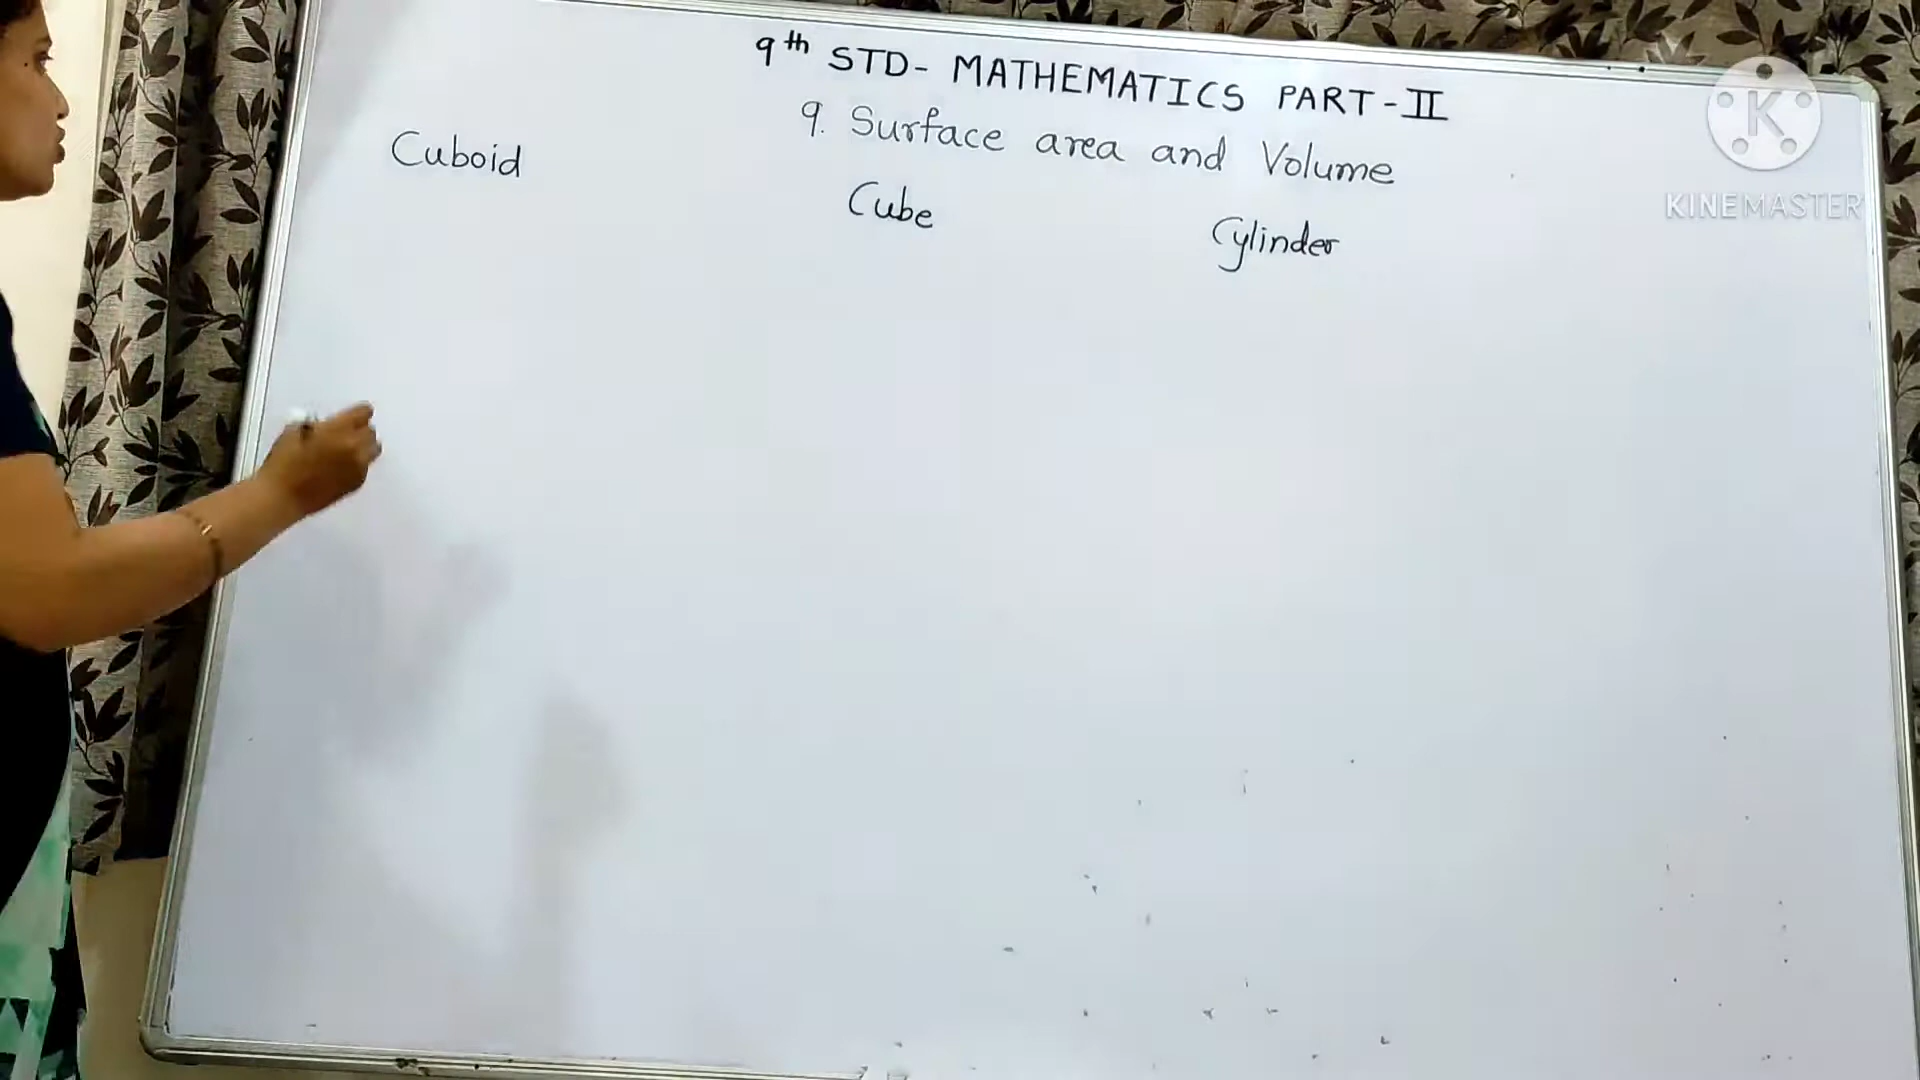 9th STD- MATHEMATICS PART-II
9. Surface area and Volume
Cuboid
Cube
Cylinder
K
KINEMASTER